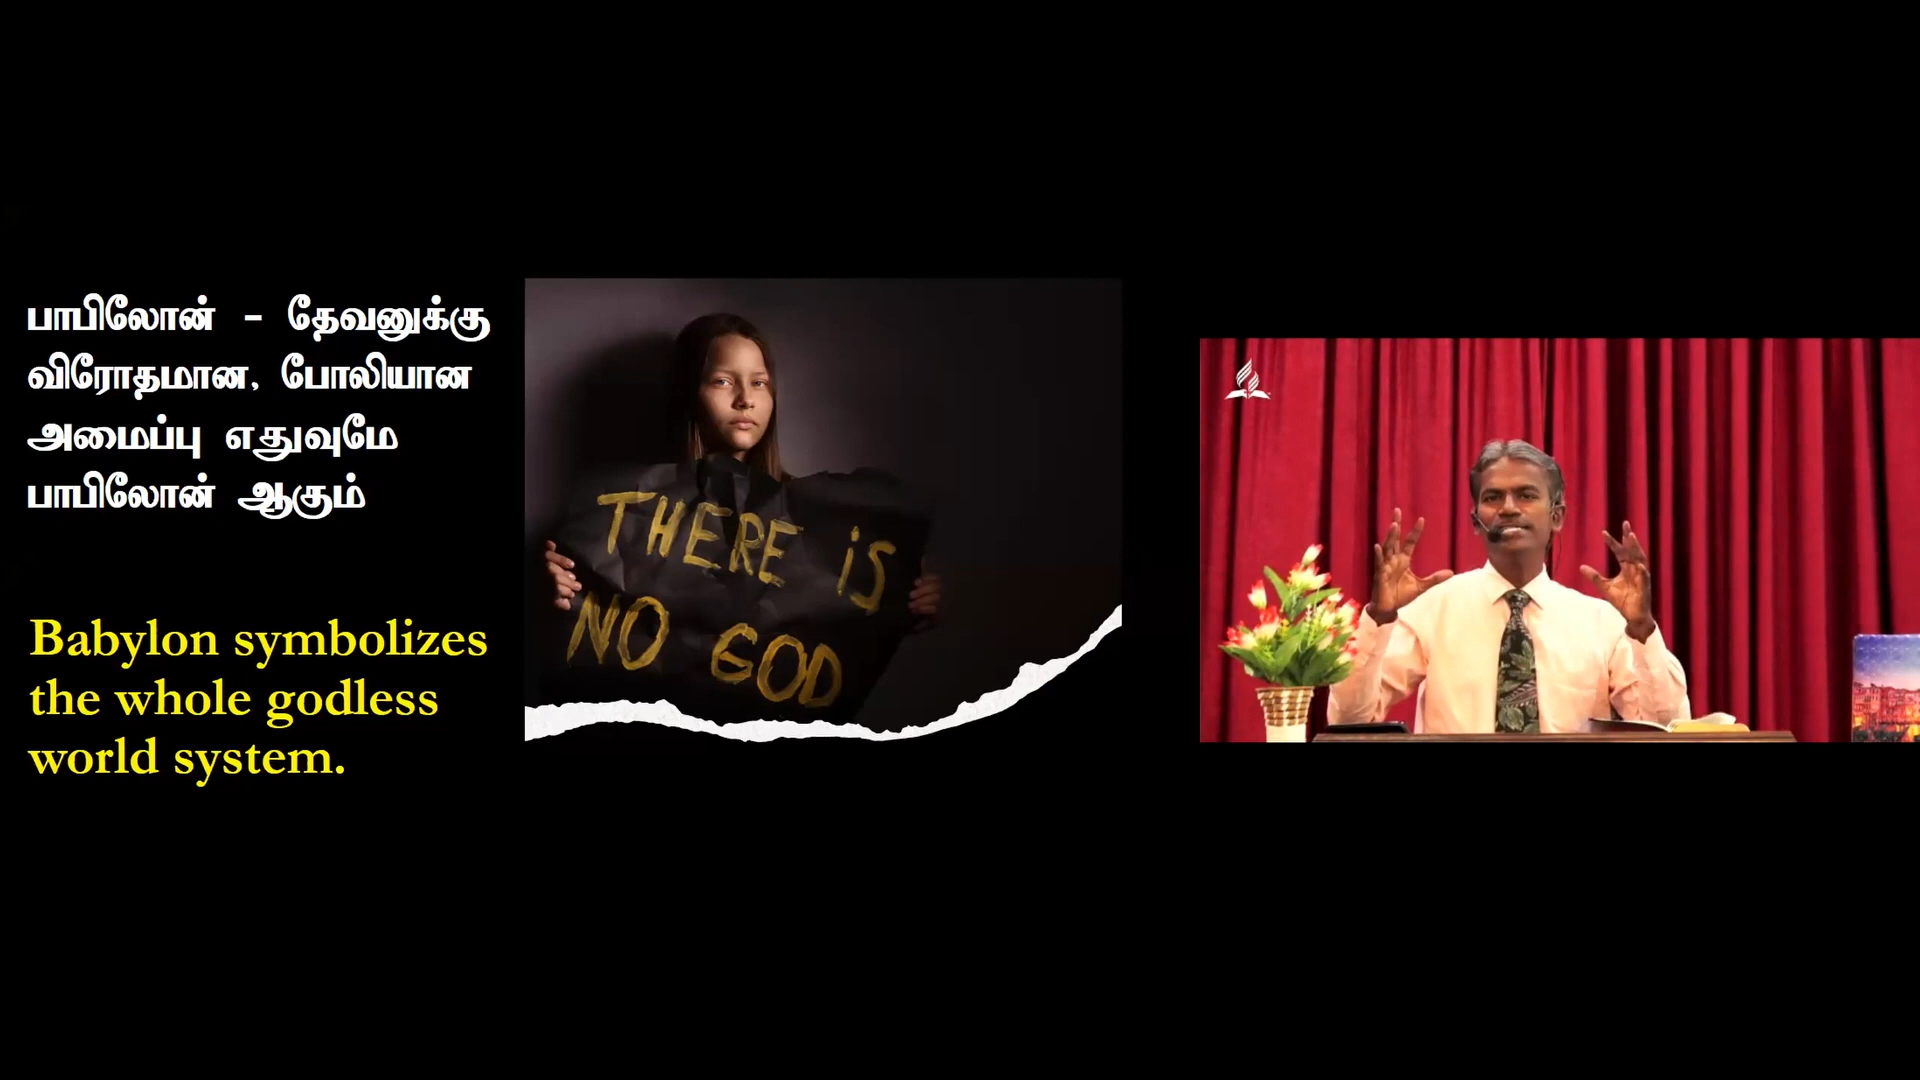 பாபிலோன் - தேவனுக்கு
விரோதமான, போலியான
அமைப்பு எதுவுமே
பாபிலோன் ஆகும்
Babylon symbolizes
the whole godless
world system.
THERE iS
NO GOD